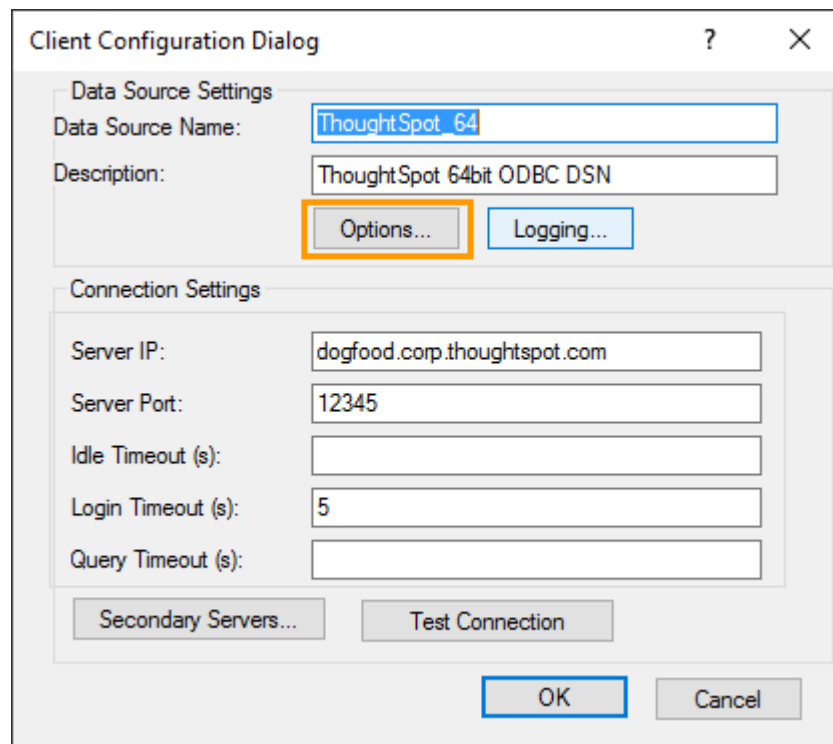 Client Configuration Dialog ? X
Data Source Settings
Data Source Name: ThoughtSpot_64
Description: ThoughtSpot 64bit ODBC DSN
Options... Logging...
Connection Settings
Server IP: dogfood.corp.thoughtspot.com
Server Port: 12345
Idle Timeout (s):
Login Timeout (s): 5
Query Timeout (s):
Secondary Servers... Test Connection
OK Cancel